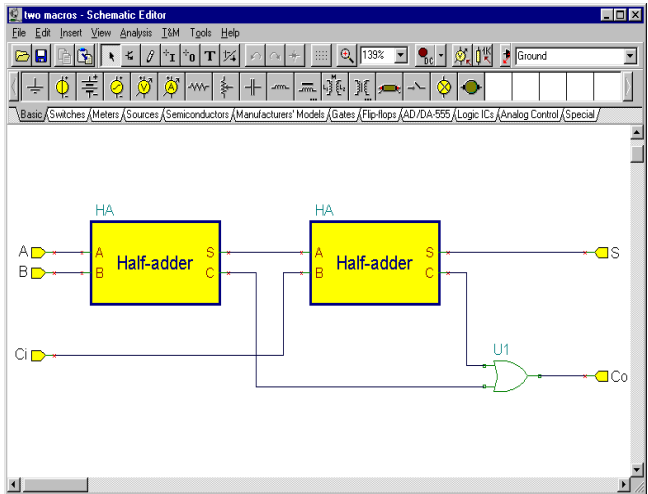 two macros - Schematic Editor
File Edit Insert View Analysis T&M Tools Help
T 139% DC 1K Ground
Basic Switches Meters Sources Semiconductors Manufacturers' Models Gates Flip-flops AD/DA-555 Logic ICs Analog Control Special
HA HA
A A S A S S
Half-adder Half-adder
B B C B C
U1
Ci
Co